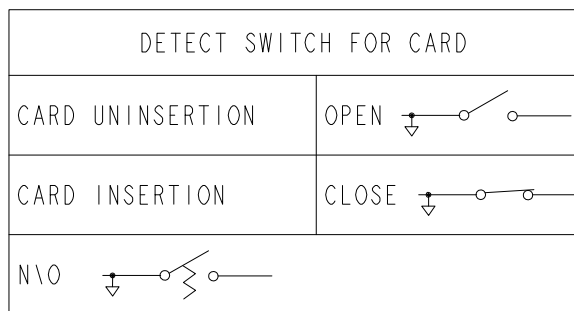 DETECT SWITCH FOR CARD
CARD UNINSERTION OPEN
CARD INSERTION CLOSE
N\O